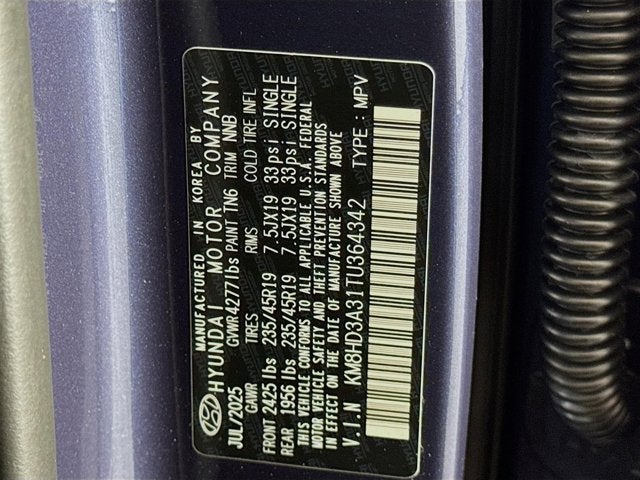 MANUFACTURED IN KOREA BY
HYUNDAI MOTOR COMPANY
JUL/2025 GVWR 4277lbs PAINT TN6 TRIM NNB
GAWR TIRES RIMS COLD TIRE INFL
FRONT 2425 lbs 235/45R19 7.5JX19 33psi SINGLE
REAR 1956 lbs 235/45R19 7.5JX19 33psi SINGLE
THIS VEHICLE CONFORMS TO ALL APPLICABLE U.S.A. FEDERAL
MOTOR VEHICLE SAFETY AND THEFT PREVENTION STANDARDS
IN EFFECT ON THE DATE OF MANUFACTURE SHOWN ABOVE
V.I.N KM8HD3A31TU364342 TYPE : MPV